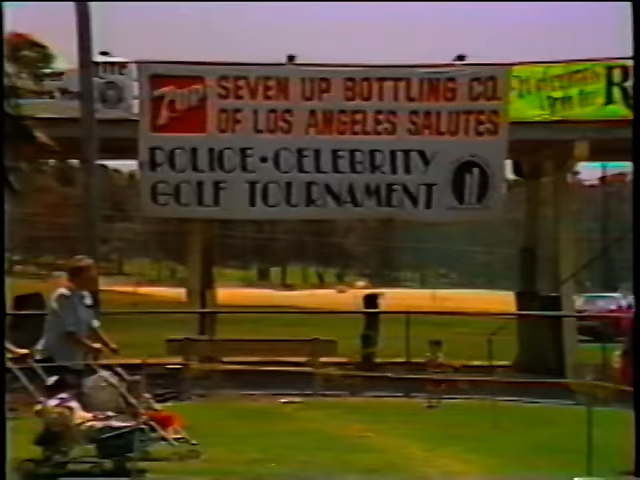 7up
SEVEN UP BOTTLING CO.
OF LOS ANGELES SALUTES
POLICE•CELEBRITY
GOLF TOURNAMENT